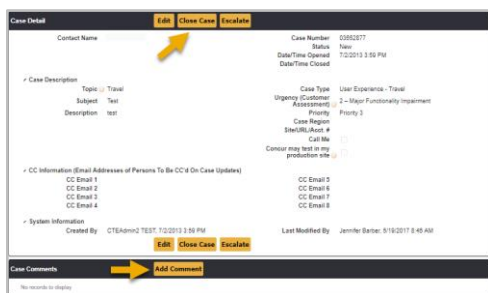 Case Detail Edit Close Case Escalate
Contact Name Case Number 03862877
Status New
Date/Time Opened 7/2/2013 3:59 PM
Date/Time Closed
Case Description
Topic Travel Case Type User Experience - Travel
Subject Test Urgency (Customer Assessment) 2 – Major Functionality Impairment
Description test Priority Priority 3
Case Region
Site/URL/Acct. #
Call Me
Concur may test in my production site
CC Information (Email Addresses of Persons To Be CC'd On Case Updates)
CC Email 1 CC Email 5
CC Email 2 CC Email 6
CC Email 3 CC Email 7
CC Email 4 CC Email 8
System Information
Created By CTEAdmin2 TEST, 7/2/2013 3:59 PM Last Modified By Jennifer Barber, 5/19/2017 8:45 AM
Edit Close Case Escalate
Case Comments Add Comment
No records to display